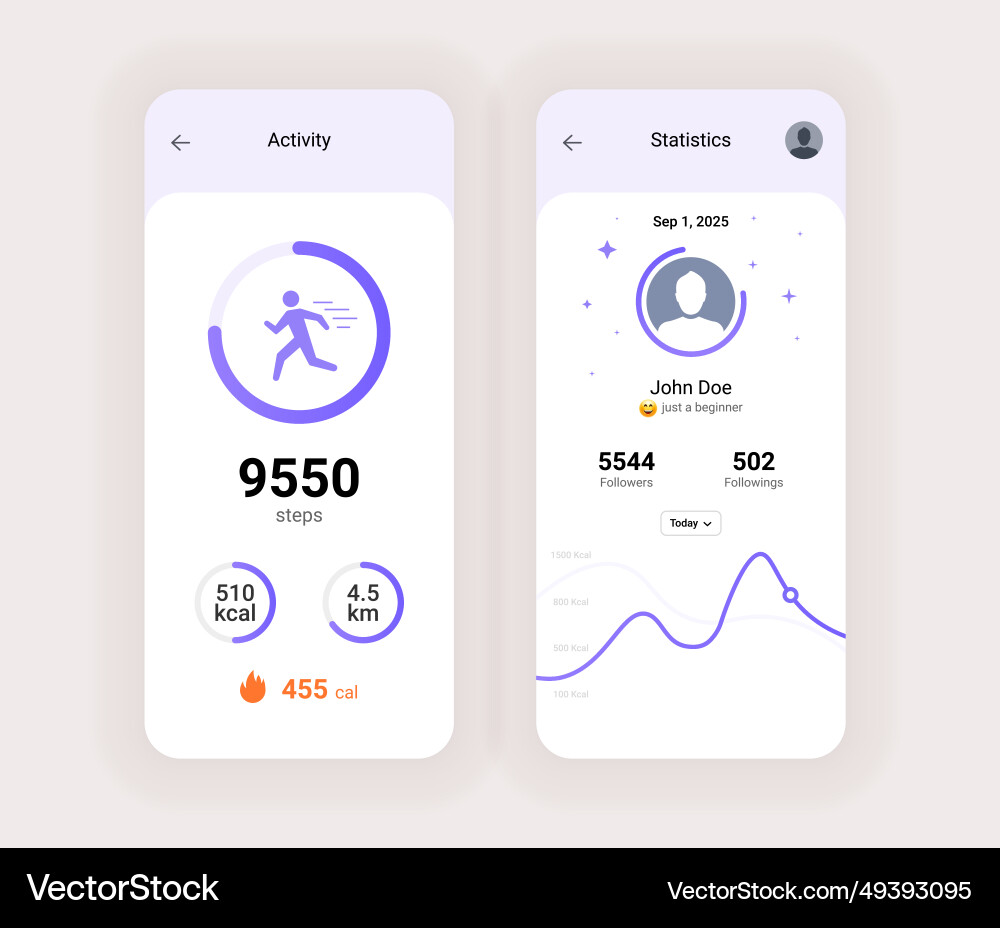 Activity
9550
steps
510
kcal
4.5
km
455 cal
Statistics
Sep 1, 2025
John Doe
😊 just a beginner
5544
Followers
502
Followings
Today
1500 Kcal
800 Kcal
500 Kcal
100 Kcal
VectorStock
VectorStock.com/49393095